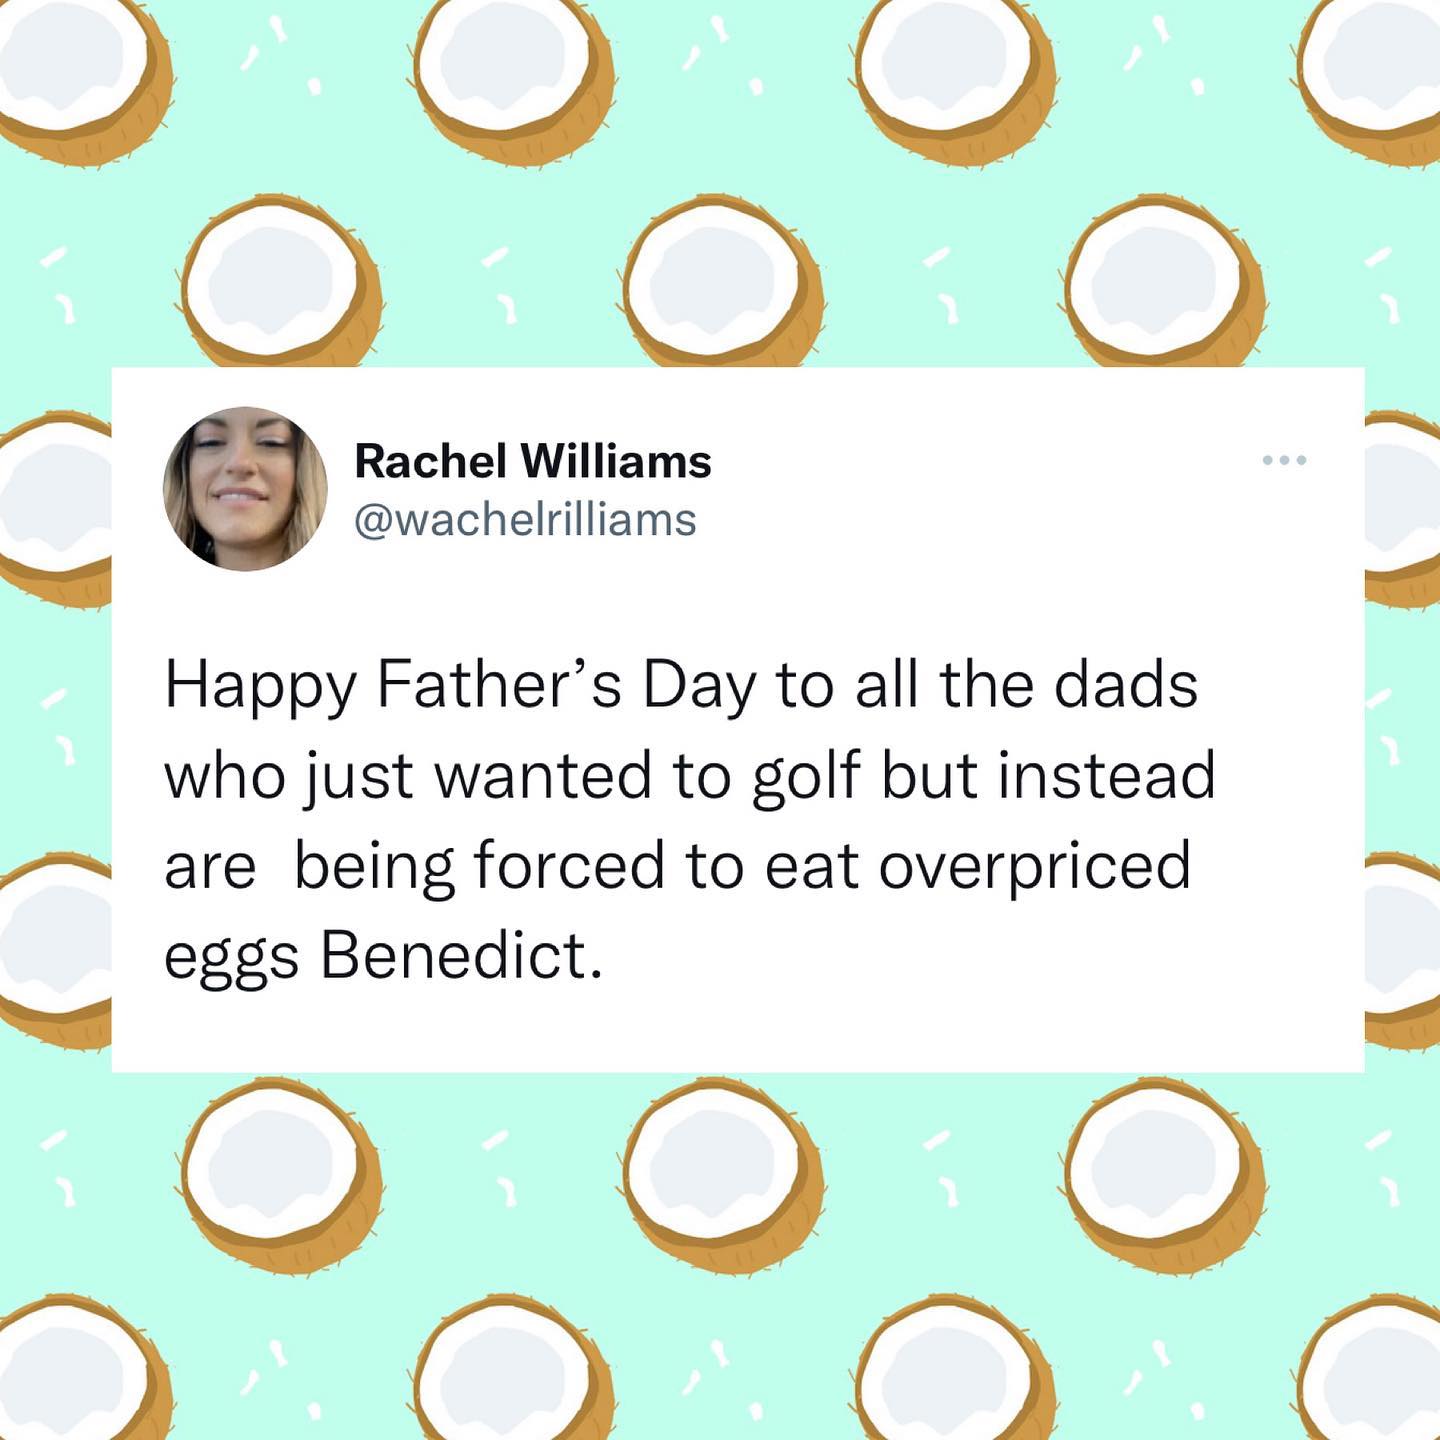 Rachel Williams
@wachelrilliams
Happy Father’s Day to all the dads
who just wanted to golf but instead
are  being forced to eat overpriced
eggs Benedict.